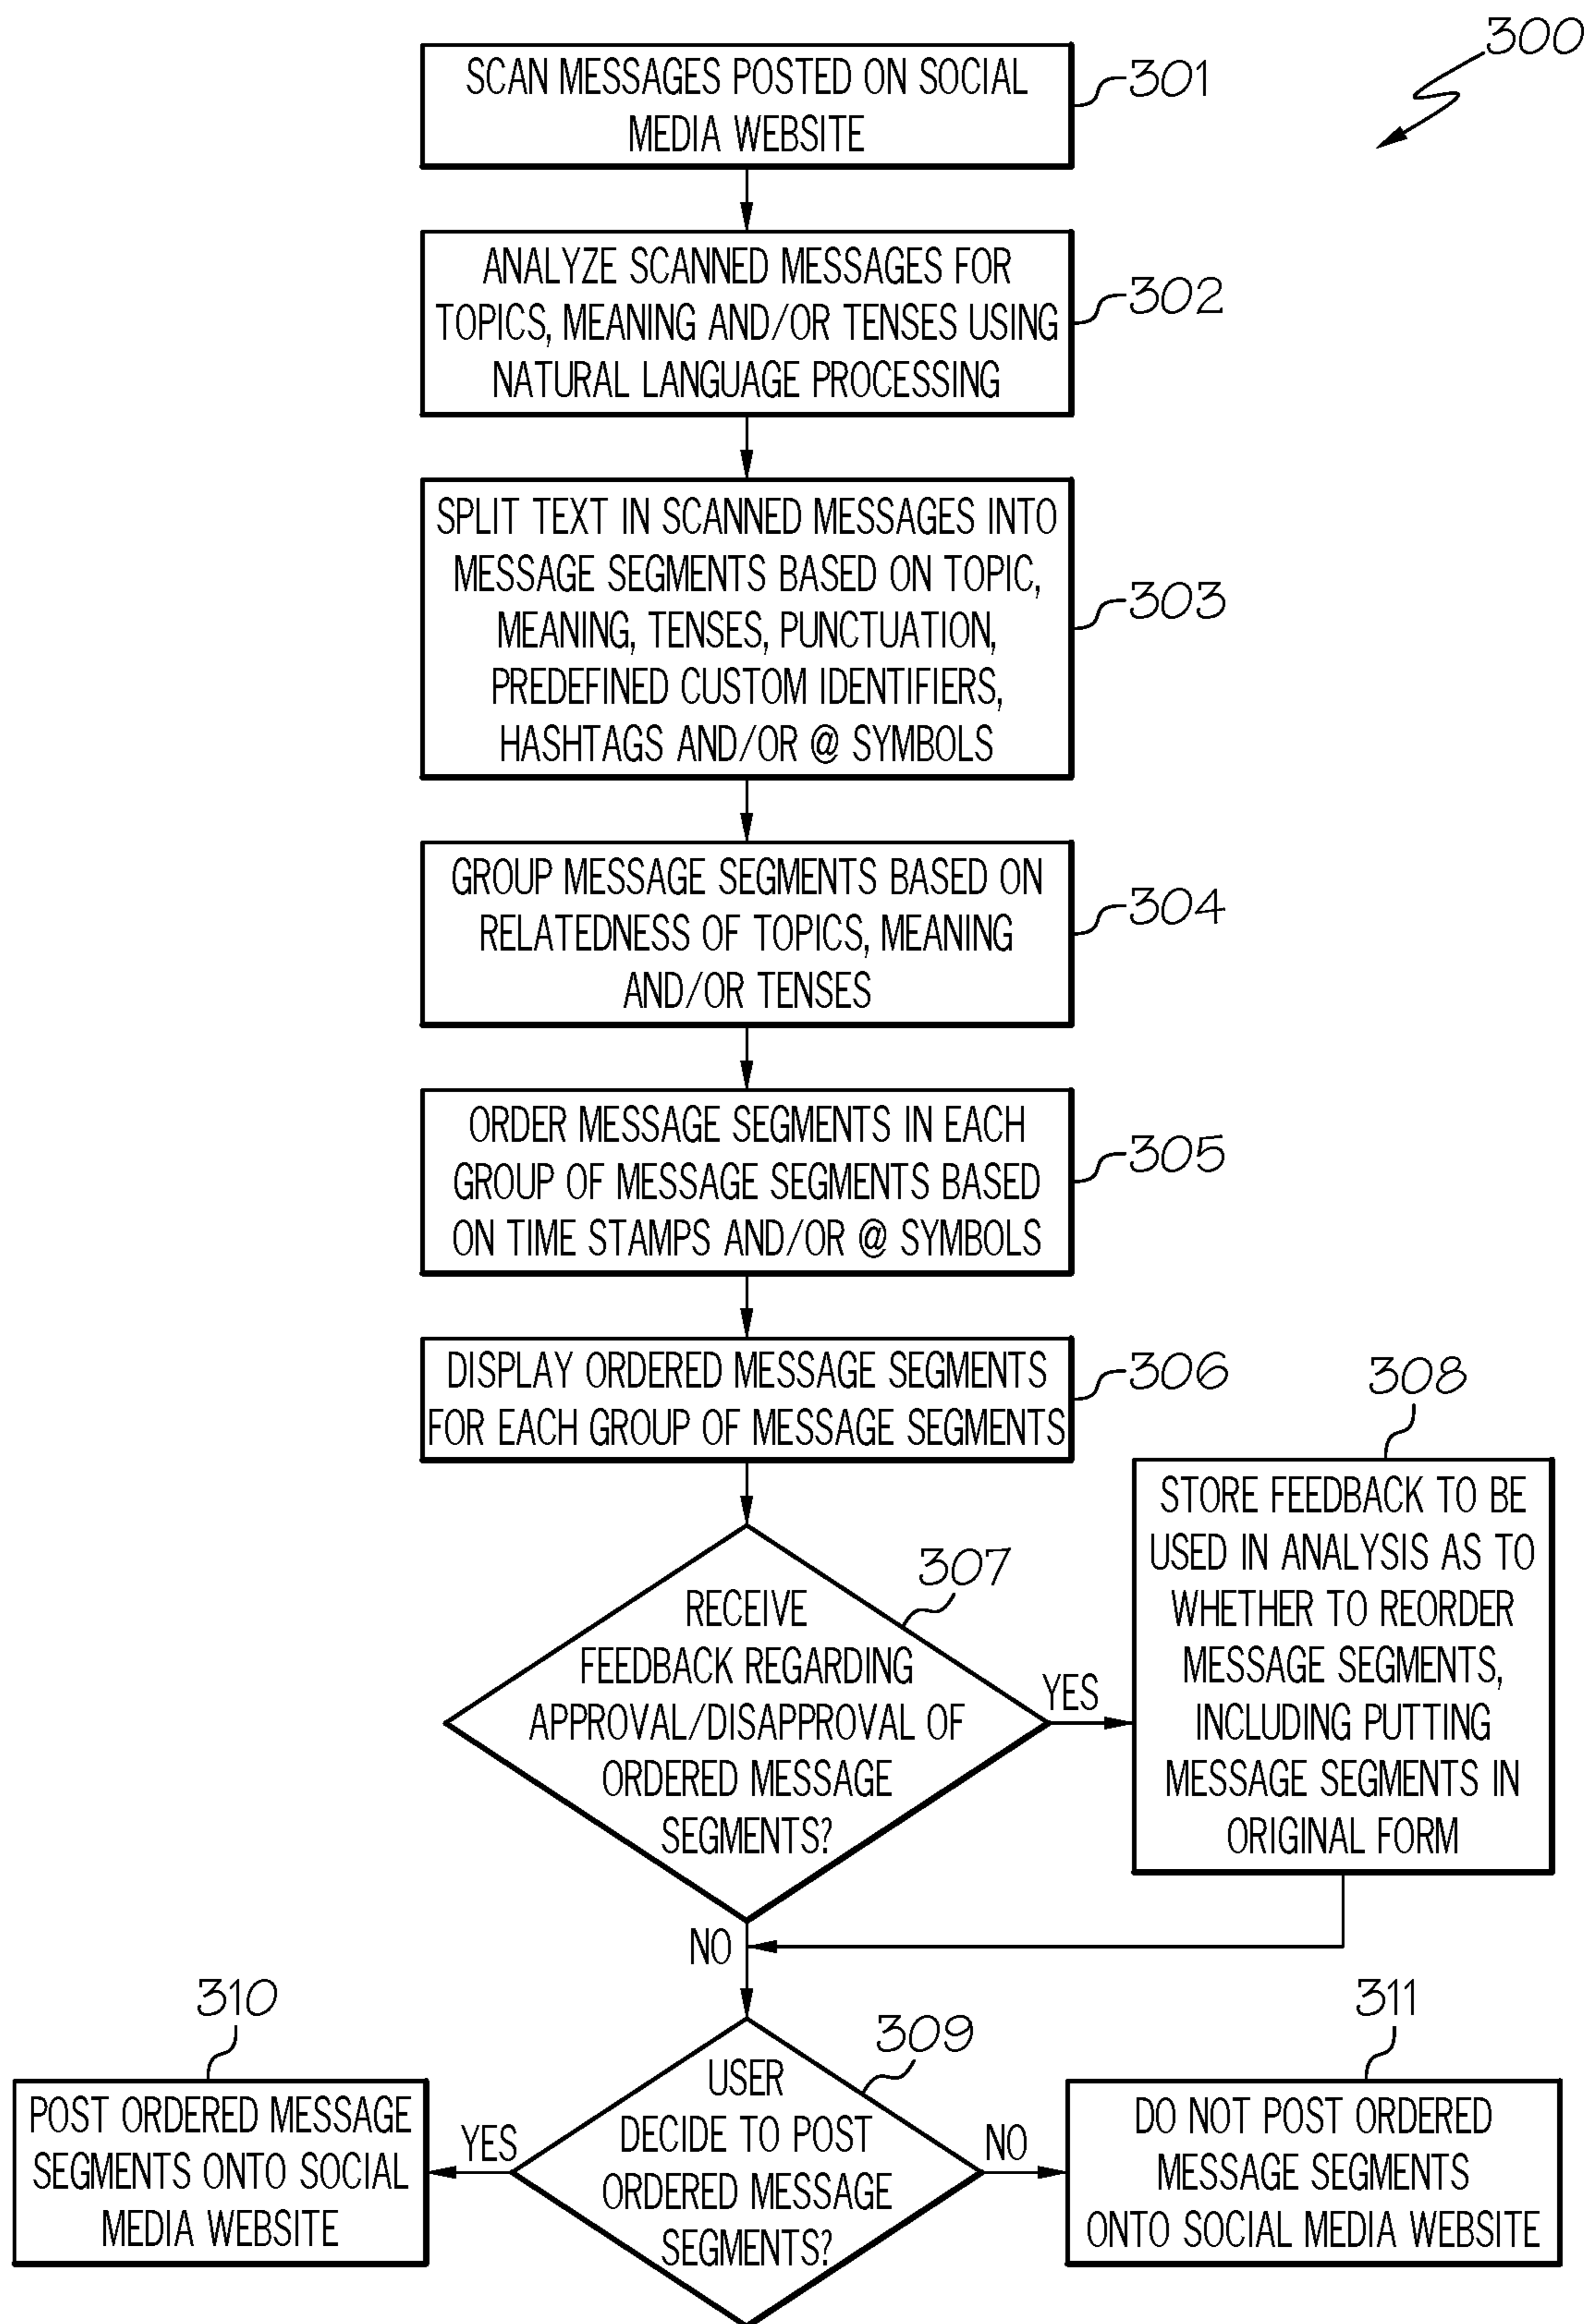 300
SCAN MESSAGES POSTED ON SOCIAL
MEDIA WEBSITE
301
ANALYZE SCANNED MESSAGES FOR
TOPICS, MEANING AND/OR TENSES USING
NATURAL LANGUAGE PROCESSING
302
SPLIT TEXT IN SCANNED MESSAGES INTO
MESSAGE SEGMENTS BASED ON TOPIC,
MEANING, TENSES, PUNCTUATION,
PREDEFINED CUSTOM IDENTIFIERS,
HASHTAGS AND/OR @ SYMBOLS
303
GROUP MESSAGE SEGMENTS BASED ON
RELATEDNESS OF TOPICS, MEANING
AND/OR TENSES
304
ORDER MESSAGE SEGMENTS IN EACH
GROUP OF MESSAGE SEGMENTS BASED
ON TIME STAMPS AND/OR @ SYMBOLS
305
DISPLAY ORDERED MESSAGE SEGMENTS
FOR EACH GROUP OF MESSAGE SEGMENTS
306
RECEIVE
FEEDBACK REGARDING
APPROVAL/DISAPPROVAL OF
ORDERED MESSAGE
SEGMENTS?
307
YES
308
STORE FEEDBACK TO BE
USED IN ANALYSIS AS TO
WHETHER TO REORDER
MESSAGE SEGMENTS,
INCLUDING PUTTING
MESSAGE SEGMENTS IN
ORIGINAL FORM
NO
USER
DECIDE TO POST
ORDERED MESSAGE
SEGMENTS?
309
YES
310
POST ORDERED MESSAGE
SEGMENTS ONTO SOCIAL
MEDIA WEBSITE
NO
311
DO NOT POST ORDERED
MESSAGE SEGMENTS
ONTO SOCIAL MEDIA WEBSITE